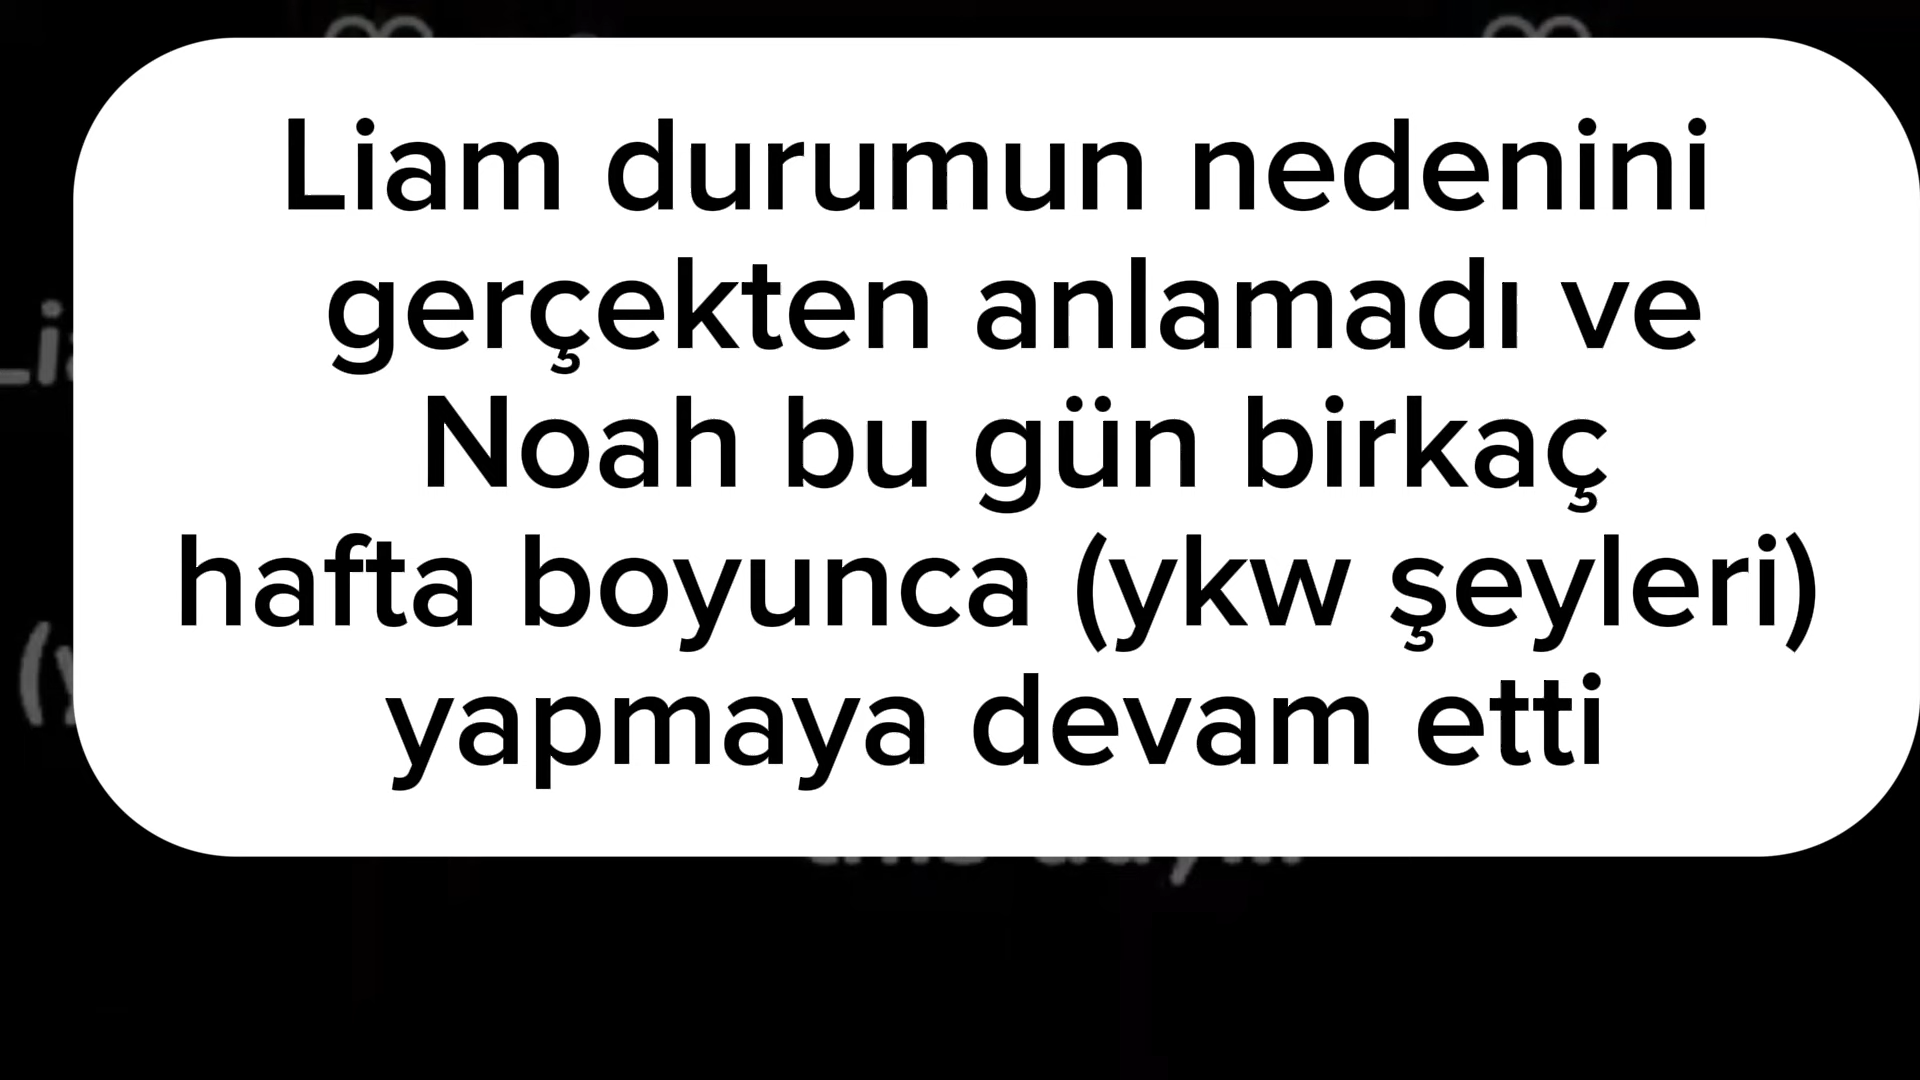 Liam durumun nedenini
gerçekten anlamadı ve
Noah bu gün birkaç
hafta boyunca (ykw şeyleri)
yapmaya devam etti